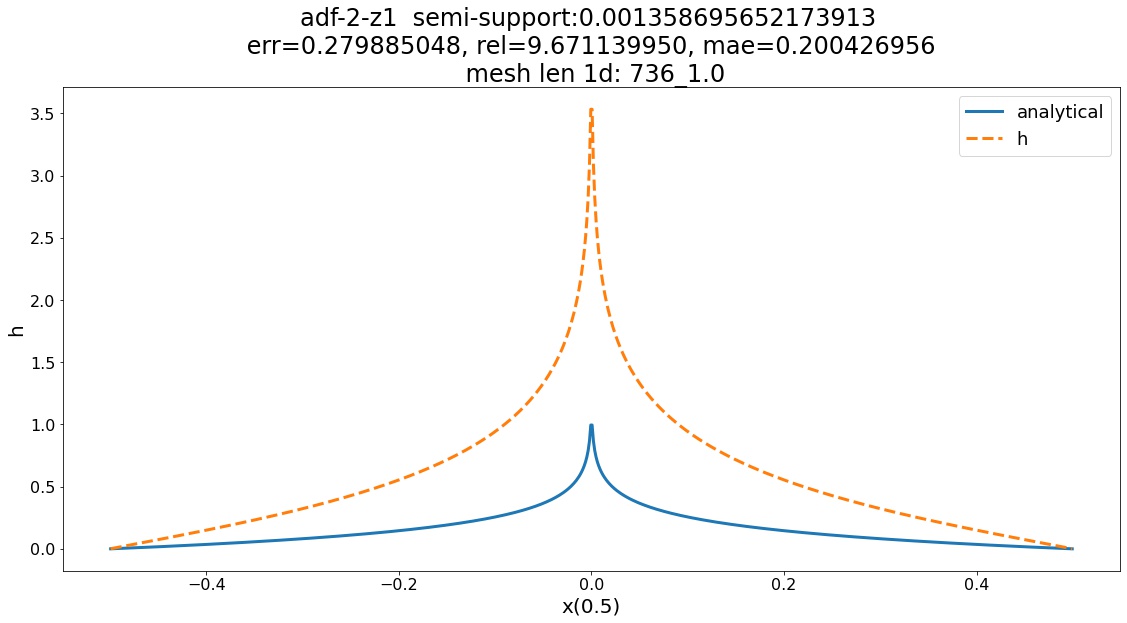 adf-2-z1  semi-support:0.001358695652173913
err=0.279885048, rel=9.671139950, mae=0.200426956
mesh len 1d: 736_1.0
analytical
h
3.5
3.0
2.5
2.0
1.5
1.0
0.5
0.0
h
−0.4
−0.2
0.0
0.2
0.4
x(0.5)